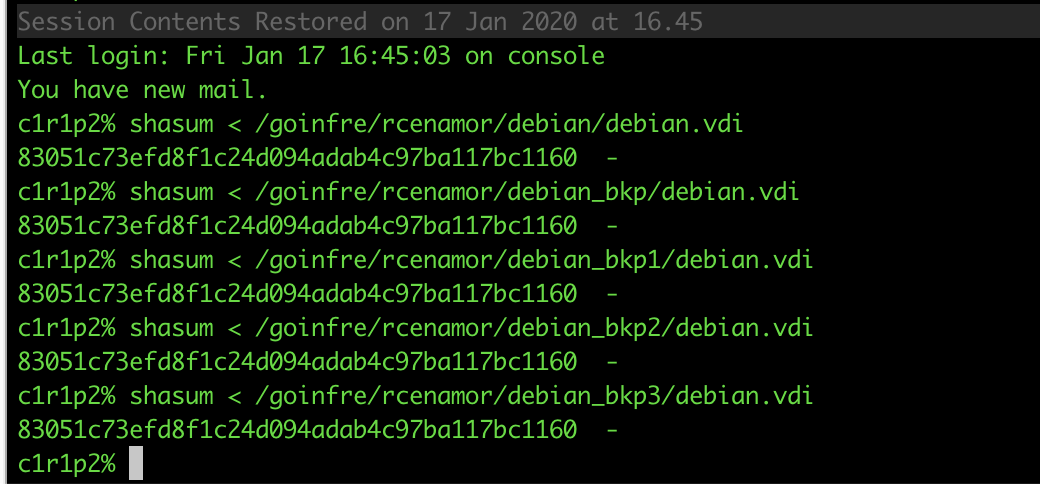 Session Contents Restored on 17 Jan 2020 at 16.45
Last login: Fri Jan 17 16:45:03 on console
You have new mail.
c1r1p2% shasum < /goinfre/rcenamor/debian/debian.vdi
83051c73efd8f1c24d094adab4c97ba117bc1160  -
c1r1p2% shasum < /goinfre/rcenamor/debian_bkp/debian.vdi
83051c73efd8f1c24d094adab4c97ba117bc1160  -
c1r1p2% shasum < /goinfre/rcenamor/debian_bkp1/debian.vdi
83051c73efd8f1c24d094adab4c97ba117bc1160  -
c1r1p2% shasum < /goinfre/rcenamor/debian_bkp2/debian.vdi
83051c73efd8f1c24d094adab4c97ba117bc1160  -
c1r1p2% shasum < /goinfre/rcenamor/debian_bkp3/debian.vdi
83051c73efd8f1c24d094adab4c97ba117bc1160  -
c1r1p2%